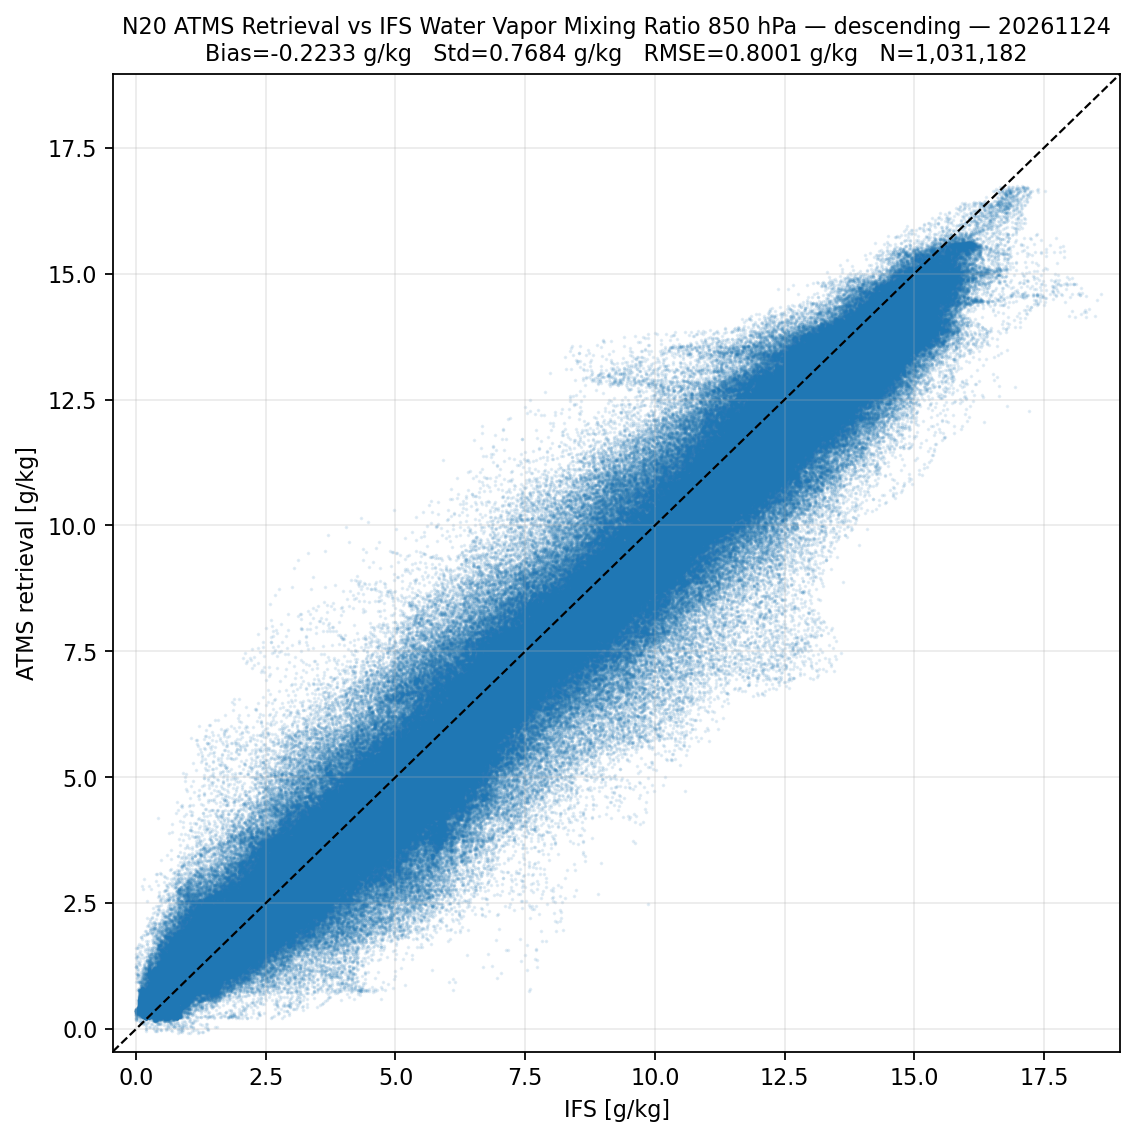 N20 ATMS Retrieval vs IFS Water Vapor Mixing Ratio 850 hPa — descending — 20261124
Bias=-0.2233 g/kg   Std=0.7684 g/kg   RMSE=0.8001 g/kg   N=1,031,182
ATMS retrieval [g/kg]
17.5
15.0
12.5
10.0
7.5
5.0
2.5
0.0
0.0 2.5 5.0 7.5 10.0 12.5 15.0 17.5
IFS [g/kg]